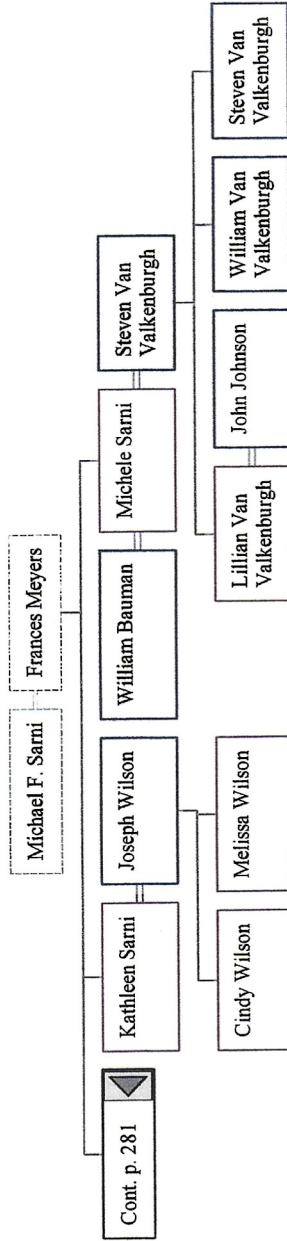 Michael F. Sarni
Frances Meyers
Cont. p. 281
Kathleen Sarni
Joseph Wilson
William Bauman
Michele Sarni
Steven Van
Valkenburgh
Cindy Wilson
Melissa Wilson
Lillian Van
Valkenburgh
John Johnson
William Van
Valkenburgh
Steven Van
Valkenburgh